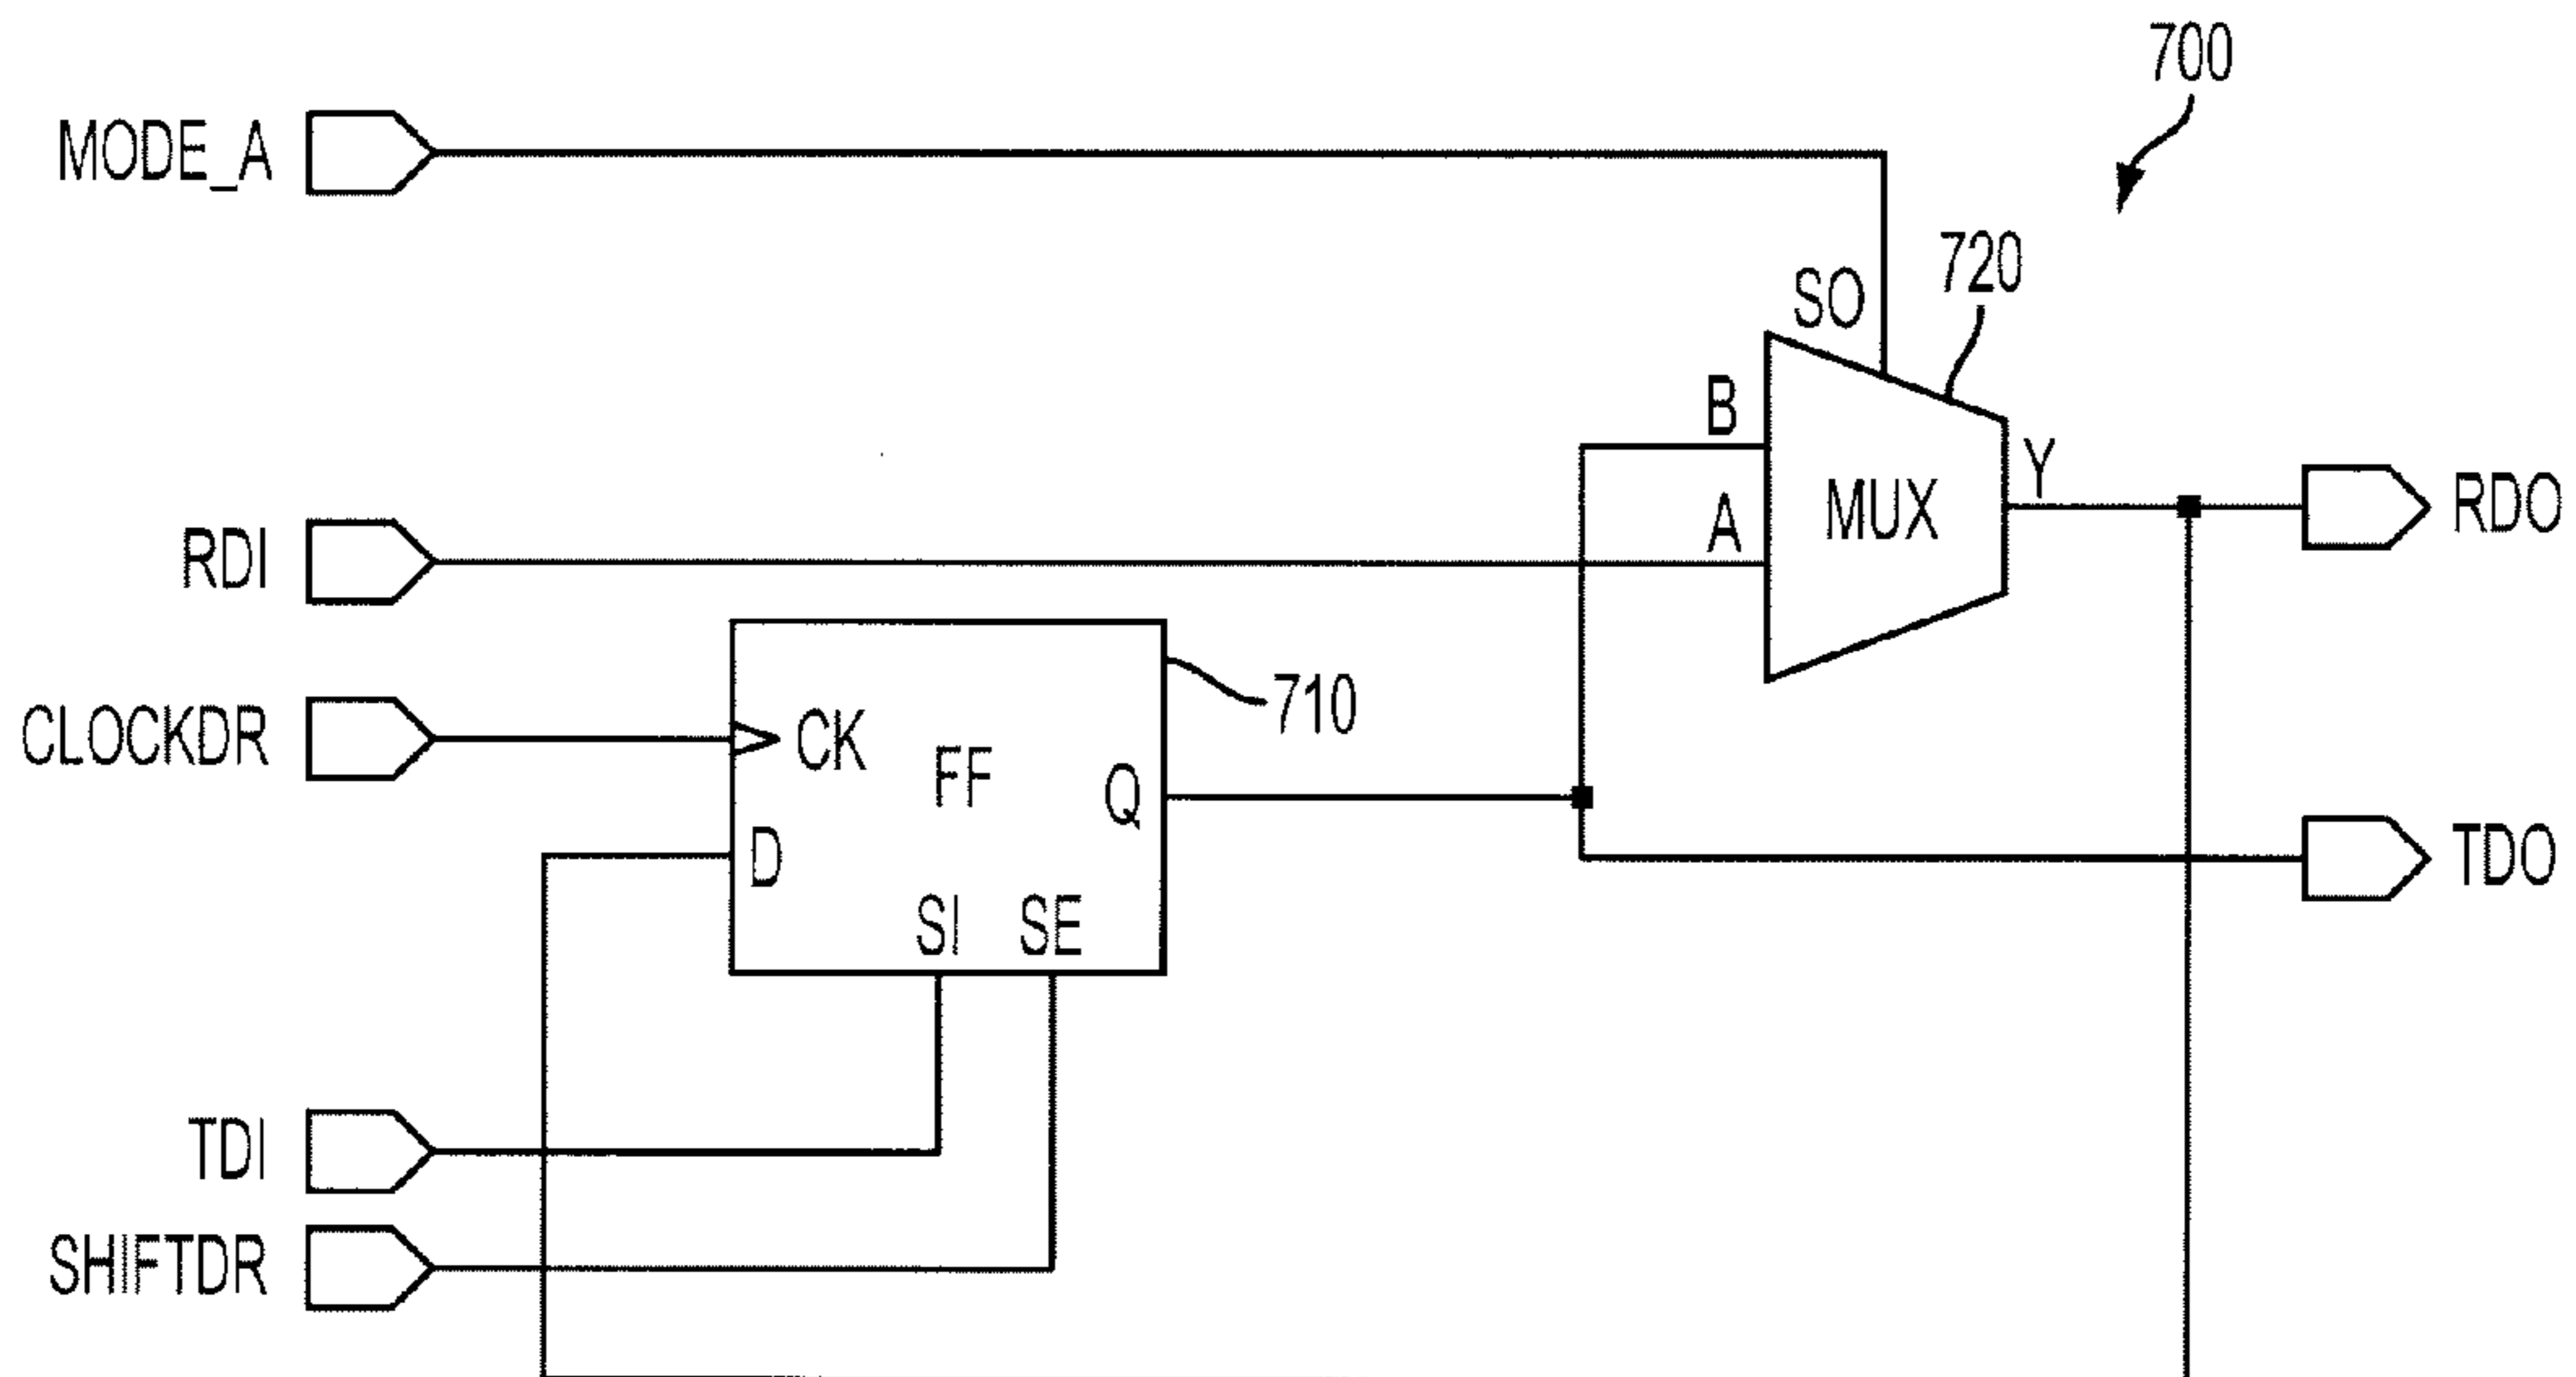 700
MODE_A
720
SO
B
A
MUX
Y
RDO
RDI
710
CLOCKDR
CK
FF
Q
D
SI SE
TDO
TDI
SHIFTDR